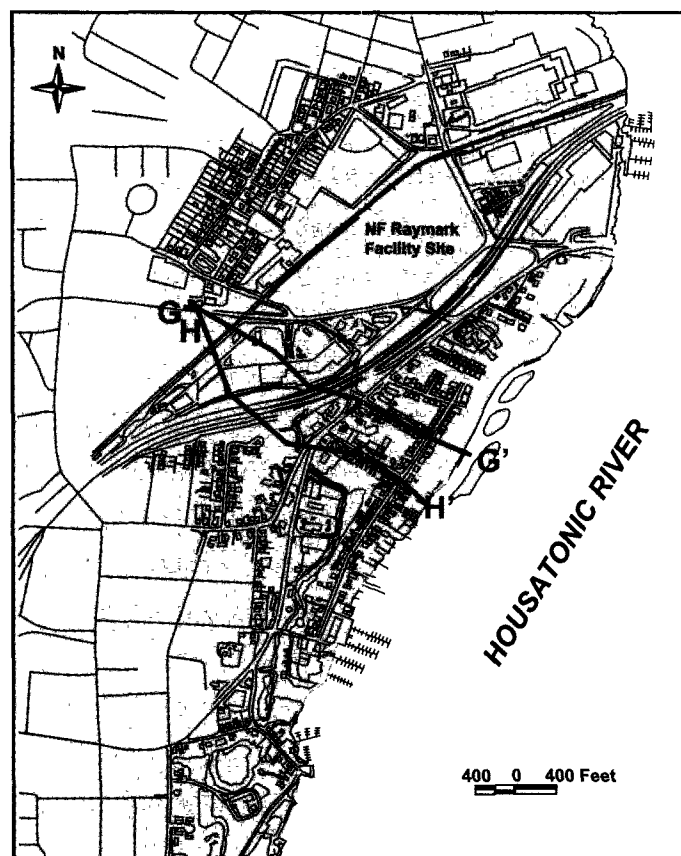 N
NF Raymark
Facility Site
G
H
G'
H'
HOUSATONIC RIVER
400 0 400 Feet